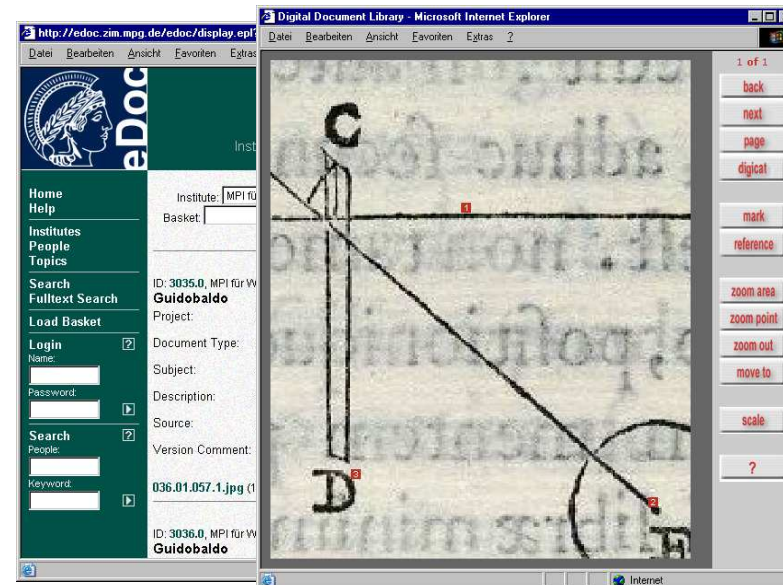 http://edoc.zim.mpg.de/edoc/display.epl?
Datei Bearbeiten Ansicht Favoriten Extras
eDoc
Inst
Home
Help
Institutes
People
Topics
Search
Fulltext Search
Load Basket
Login ?
Name:
Password:
Search ?
People:
Keyword:
Institute: MPI fü
Basket:
ID: 3035.0, MPI für W
Guidobaldo
Project:
Document Type:
Subject:
Description:
Source:
Version Comment:
036.01.057.1.jpg (1
ID: 3036.0, MPI für W
Guidobaldo
Digital Document Library - Microsoft Internet Explorer
Datei Bearbeiten Ansicht Favoriten Extras ?
C
1
D
3
2
1 of 1
back
next
page
digicat
mark
reference
zoom area
zoom point
zoom out
move to
scale
?
Internet